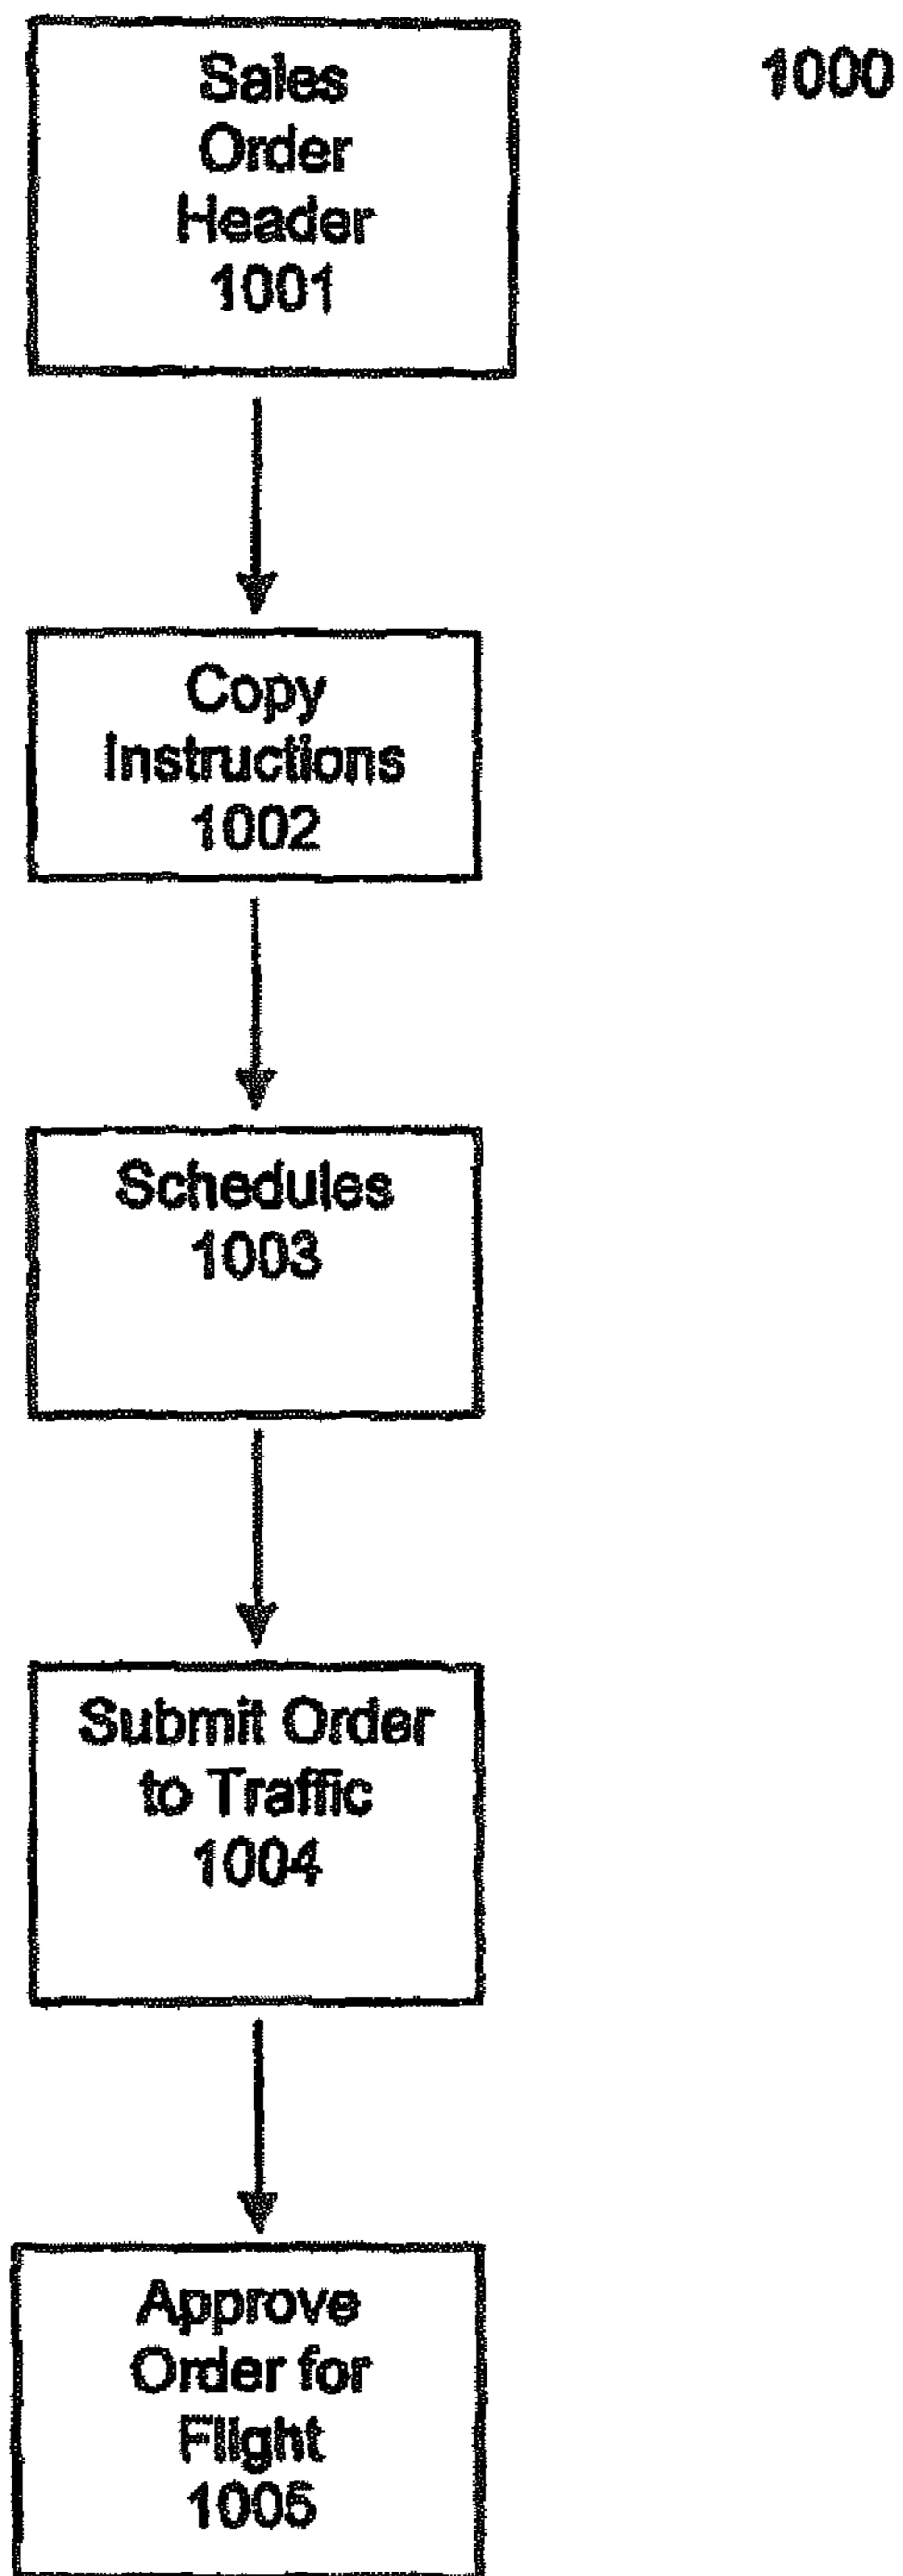 1000
Sales
Order
Header
1001
Copy
Instructions
1002
Schedules
1003
Submit Order
to Traffic
1004
Approve
Order for
Flight
1005